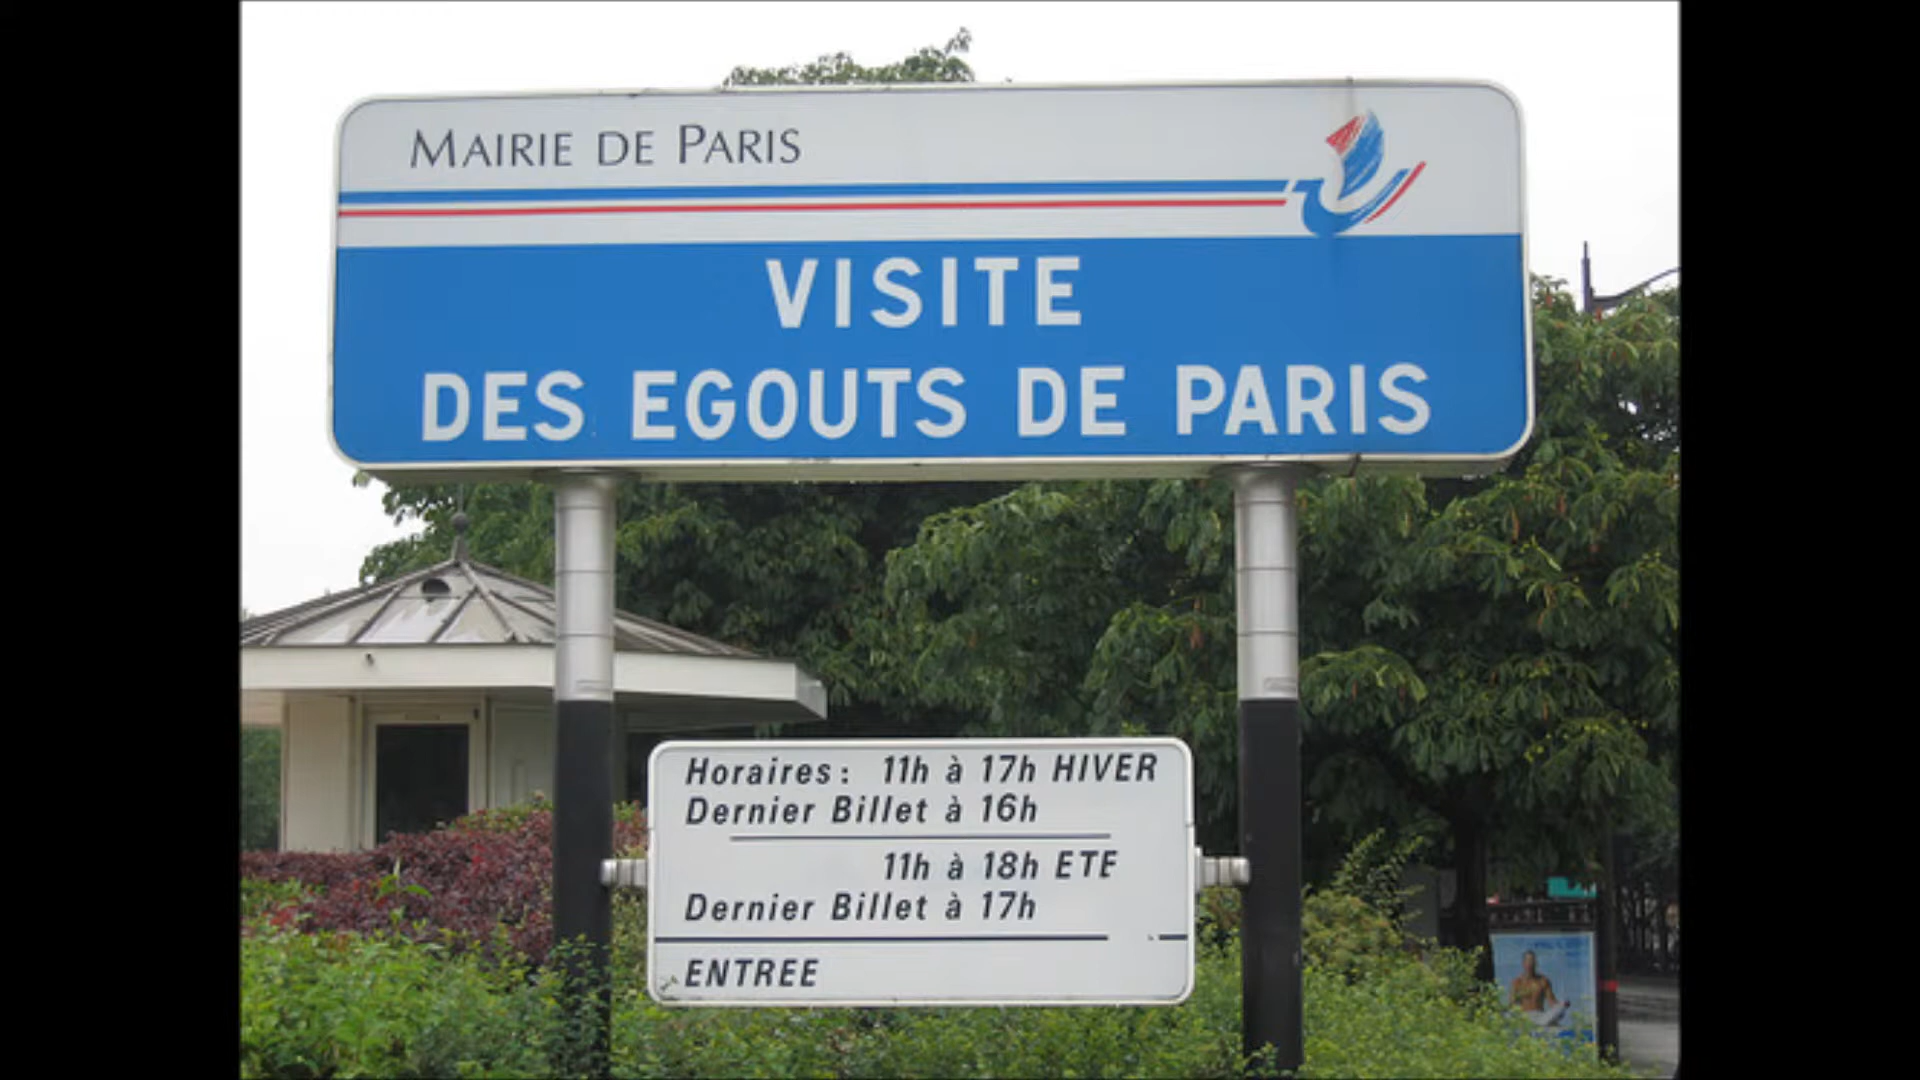 MAIRIE DE PARIS
VISITE
DES EGOUTS DE PARIS
Horaires: 11h à 17h HIVER
Dernier Billet à 16h
11h à 18h ETE
Dernier Billet à 17h
ENTREE